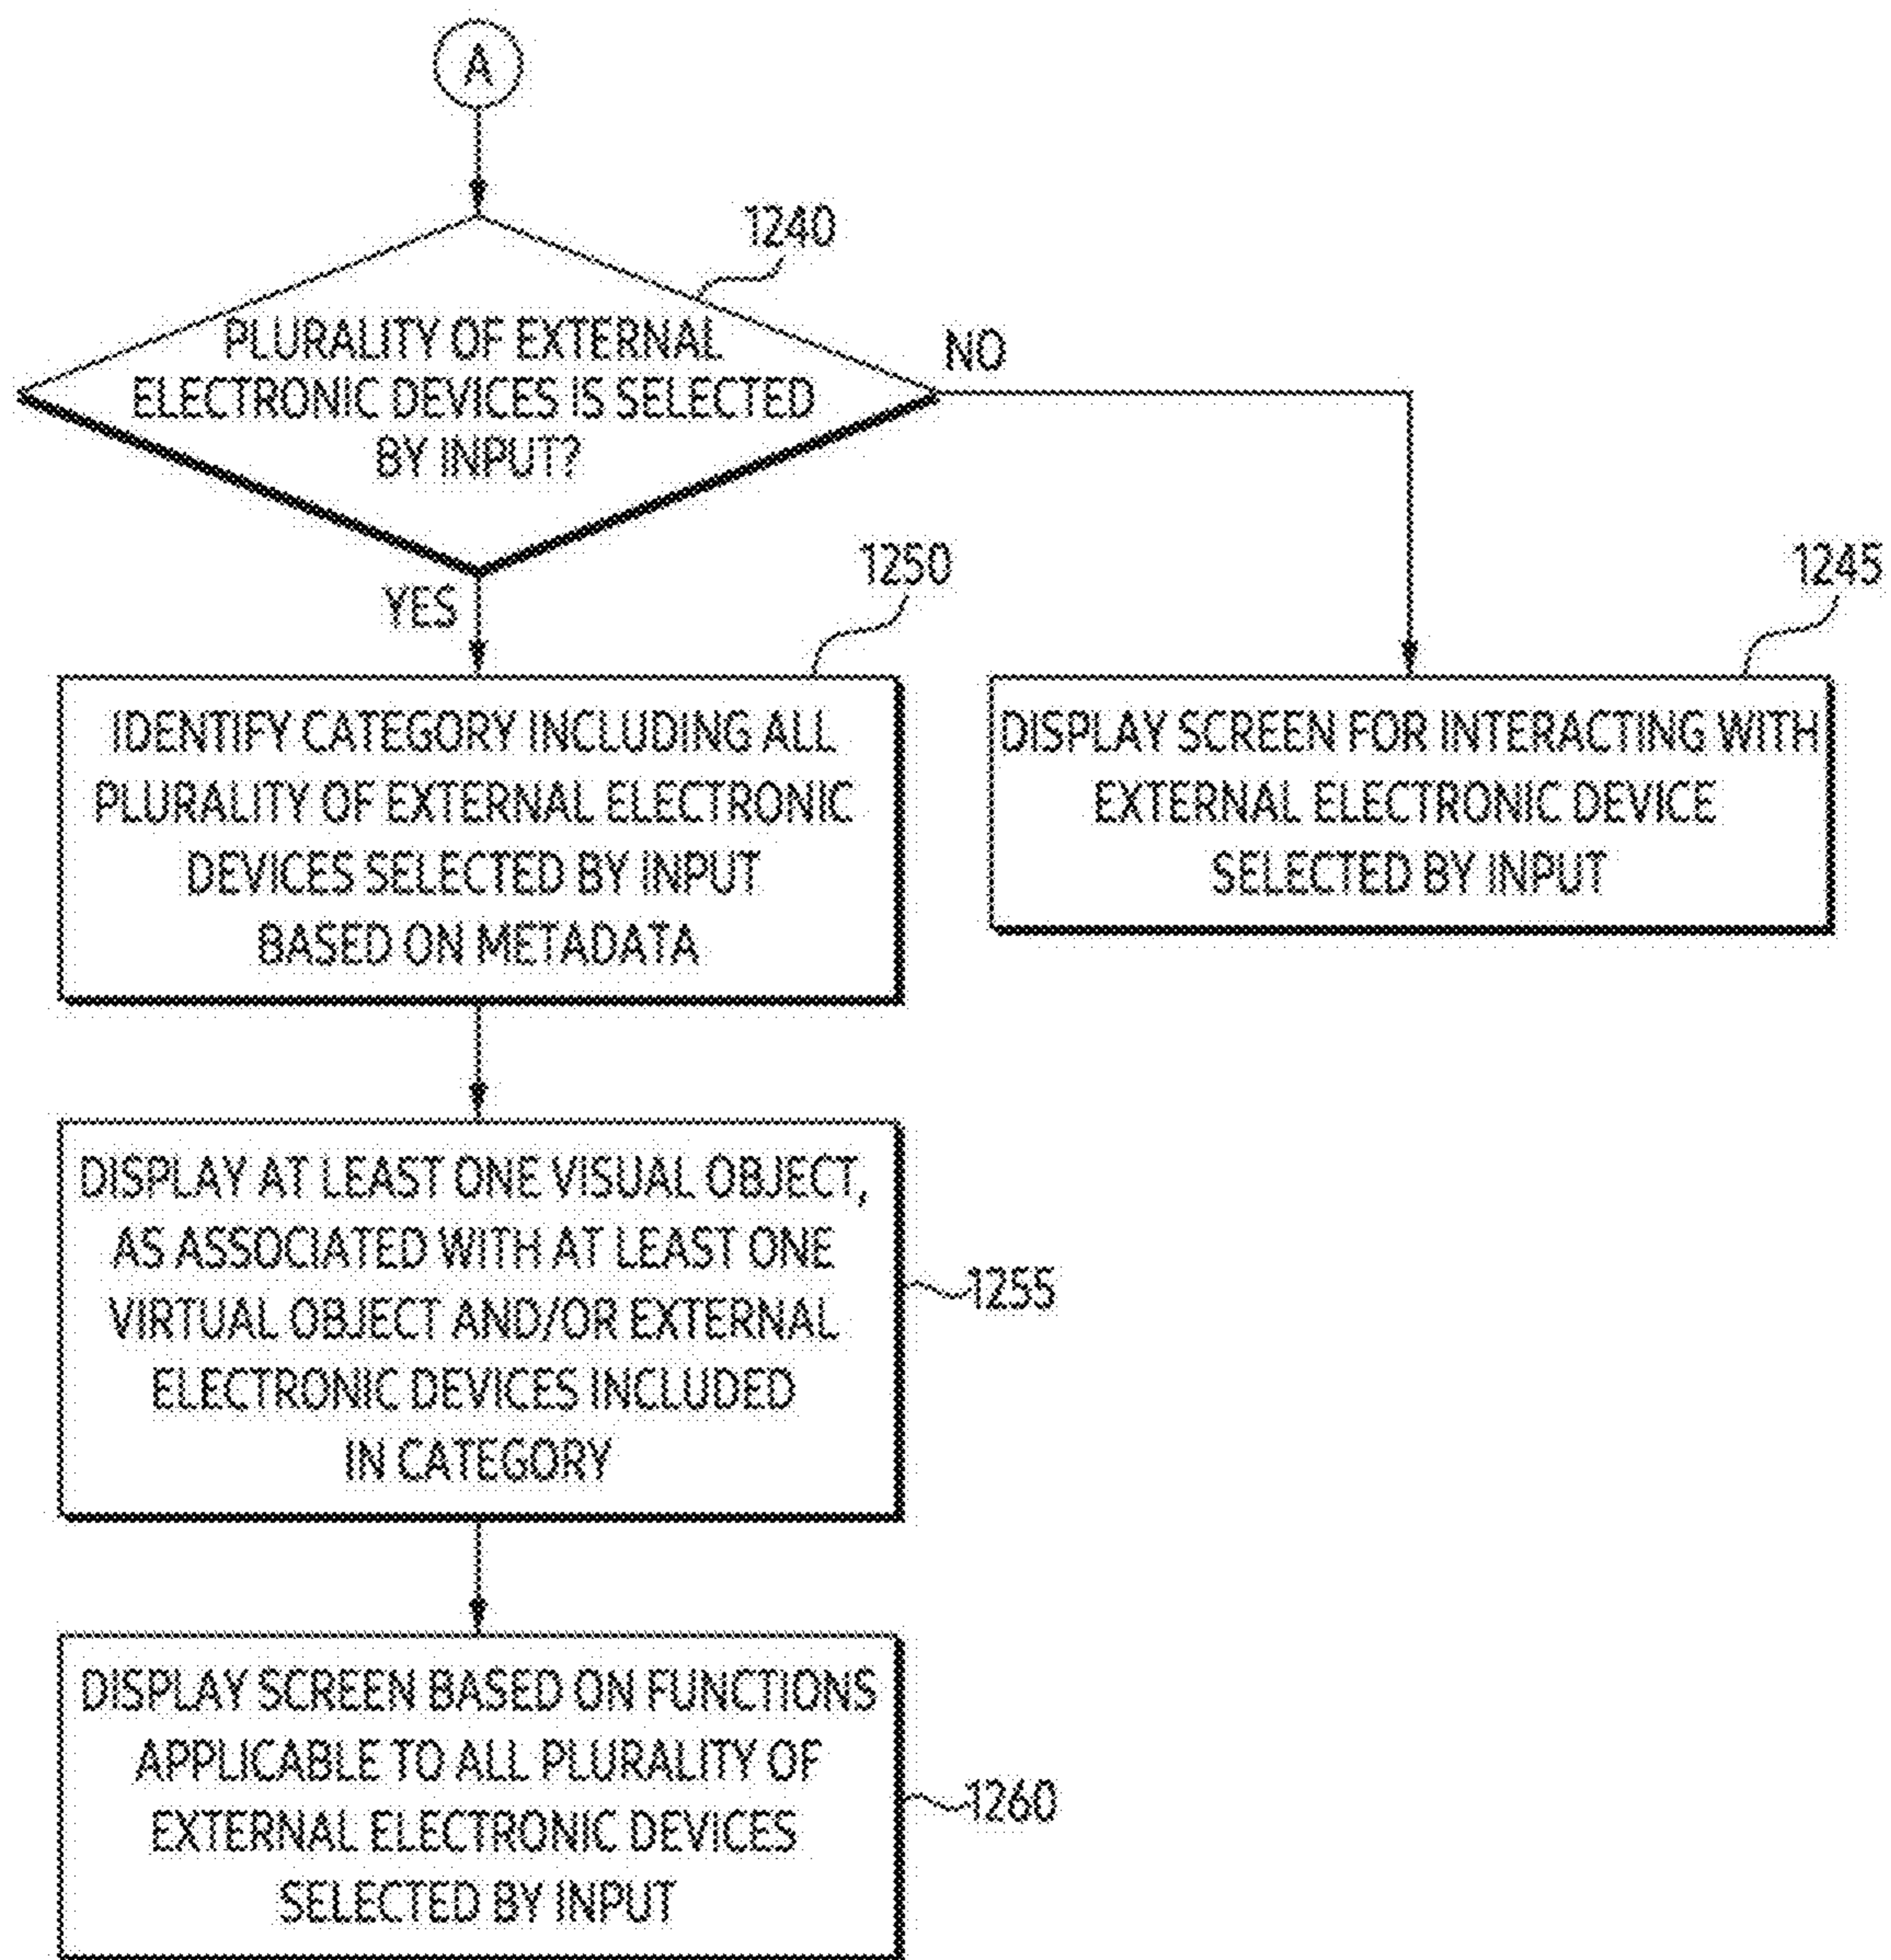 A
1240
PLURALITY OF EXTERNAL
ELECTRONIC DEVICES IS SELECTED
BY INPUT?
NO
YES
1250
1245
IDENTIFY CATEGORY INCLUDING ALL
PLURALITY OF EXTERNAL ELECTRONIC
DEVICES SELECTED BY INPUT
BASED ON METADATA
DISPLAY SCREEN FOR INTERACTING WITH
EXTERNAL ELECTRONIC DEVICE
SELECTED BY INPUT
DISPLAY AT LEAST ONE VISUAL OBJECT,
AS ASSOCIATED WITH AT LEAST ONE
VIRTUAL OBJECT AND/OR EXTERNAL
ELECTRONIC DEVICES INCLUDED
IN CATEGORY
1255
DISPLAY SCREEN BASED ON FUNCTIONS
APPLICABLE TO ALL PLURALITY OF
EXTERNAL ELECTRONIC DEVICES
SELECTED BY INPUT
1260